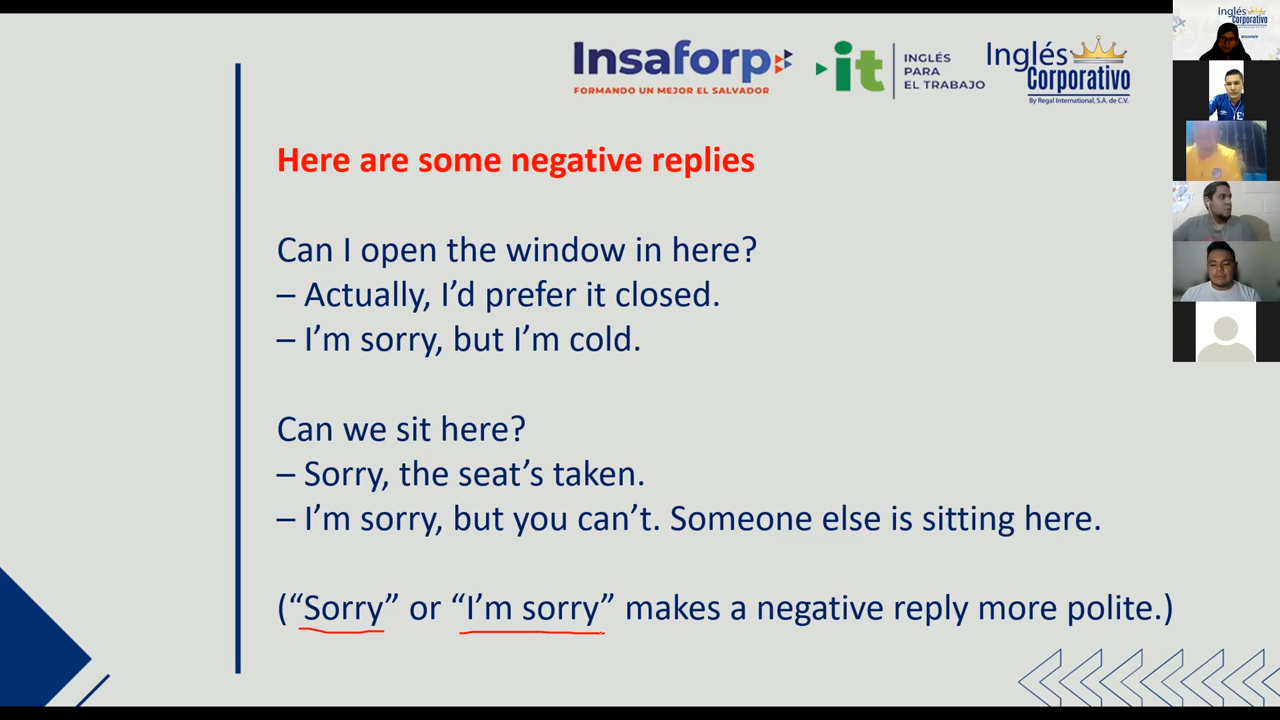 Insaforp
FORMANDO UN MEJOR EL SALVADOR
it
INGLÉS
PARA
EL TRABAJO
Inglés
Corporativo
By Regal International, S.A. de C.V.
Inglés
Corporativo
Here are some negative replies
Can I open the window in here?
– Actually, I’d prefer it closed.
– I’m sorry, but I’m cold.
Can we sit here?
– Sorry, the seat’s taken.
– I’m sorry, but you can’t. Someone else is sitting here.
(“Sorry” or “I’m sorry” makes a negative reply more polite.)